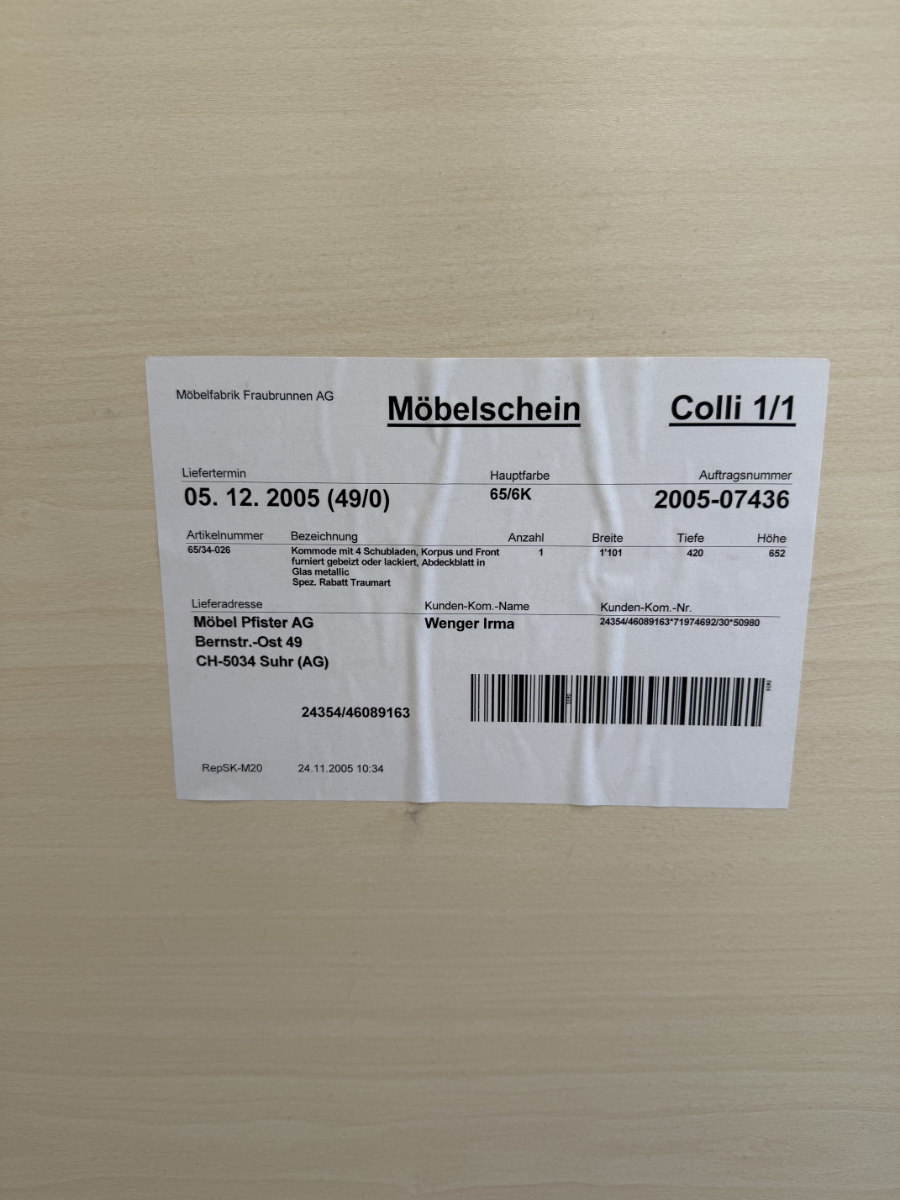 Möbelfabrik Fraubrunnen AG
Möbelschein
Colli 1/1
Liefertermin Hauptfarbe Auftragsnummer
05. 12. 2005 (49/0) 65/6K 2005-07436
Artikelnummer Bezeichnung Anzahl Breite Tiefe Höhe
65/34-026 Kommode mit 4 Schubladen, Korpus und Front 1 1'101 420 652
furniert gebeizt oder lackiert, Abdeckblatt in
Glas metallic
Spez. Rabatt Traumart
Lieferadresse Kunden-Kom.-Name Kunden-Kom.-Nr.
Möbel Pfister AG Wenger Irma 24354/46089163*71974692/30*50980
Bernstr.-Ost 49
CH-5034 Suhr (AG)
24354/46089163
RepSK-M20 24.11.2005 10:34